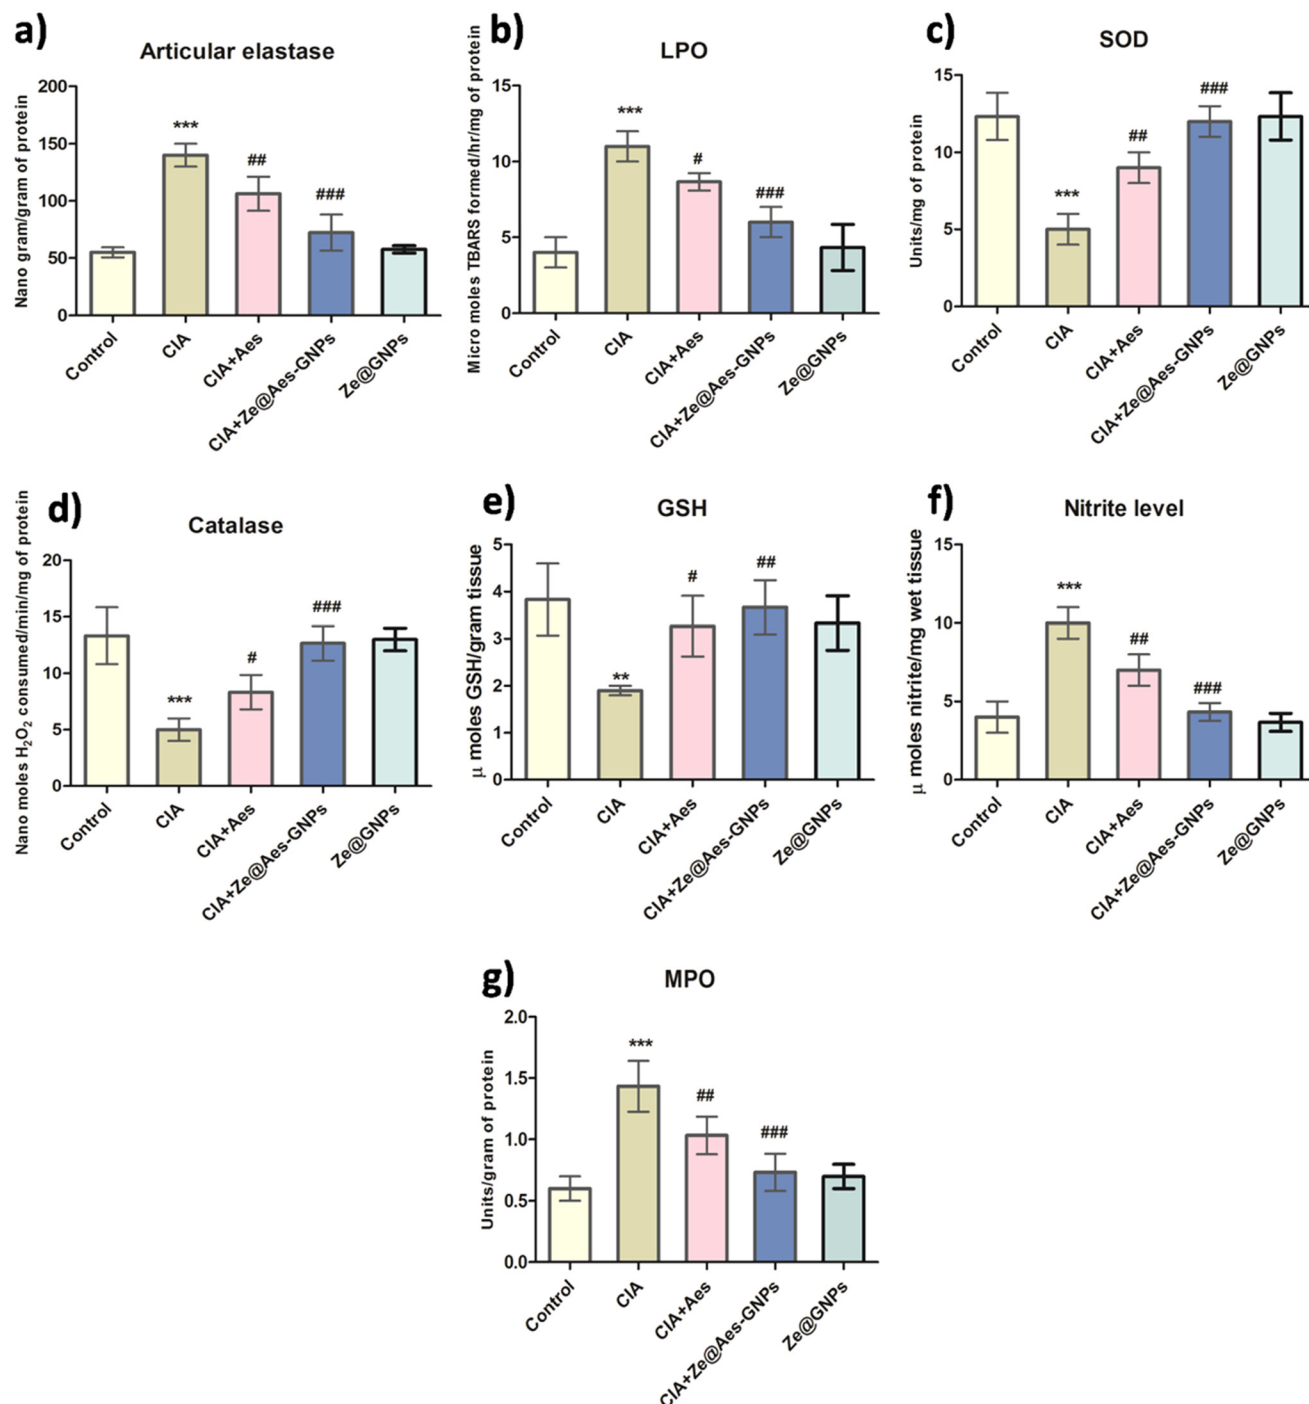 a)
Articular elastase
Nano gram/gram of protein
200
150
100
50
0
***
##
###
Control
CIA
CIA+Aes
CIA+Ze@Aes-GNPs
Ze@GNPs
b)
LPO
Micro moles TBARS formed/hr/mg of protein
15
10
5
0
***
#
###
Control
CIA
CIA+Aes
CIA+Ze@Aes-GNPs
Ze@GNPs
c)
SOD
Units/mg of protein
15
10
5
0
***
##
###
Control
CIA
CIA+Aes
CIA+Ze@Aes-GNPs
Ze@GNPs
d)
Catalase
Nano moles H₂O₂ consumed/min/mg of protein
20
15
10
5
0
***
#
###
Control
CIA
CIA+Aes
CIA+Ze@Aes-GNPs
Ze@GNPs
e)
GSH
μ moles GSH/gram tissue
5
4
3
2
1
0
**
#
##
Control
CIA
CIA+Aes
CIA+Ze@Aes-GNPs
Ze@GNPs
f)
Nitrite level
μ moles nitrite/mg wet tissue
15
10
5
0
***
##
###
Control
CIA
CIA+Aes
CIA+Ze@Aes-GNPs
Ze@GNPs
g)
MPO
Units/gram of protein
2.0
1.5
1.0
0.5
0.0
***
##
###
Control
CIA
CIA+Aes
CIA+Ze@Aes-GNPs
Ze@GNPs